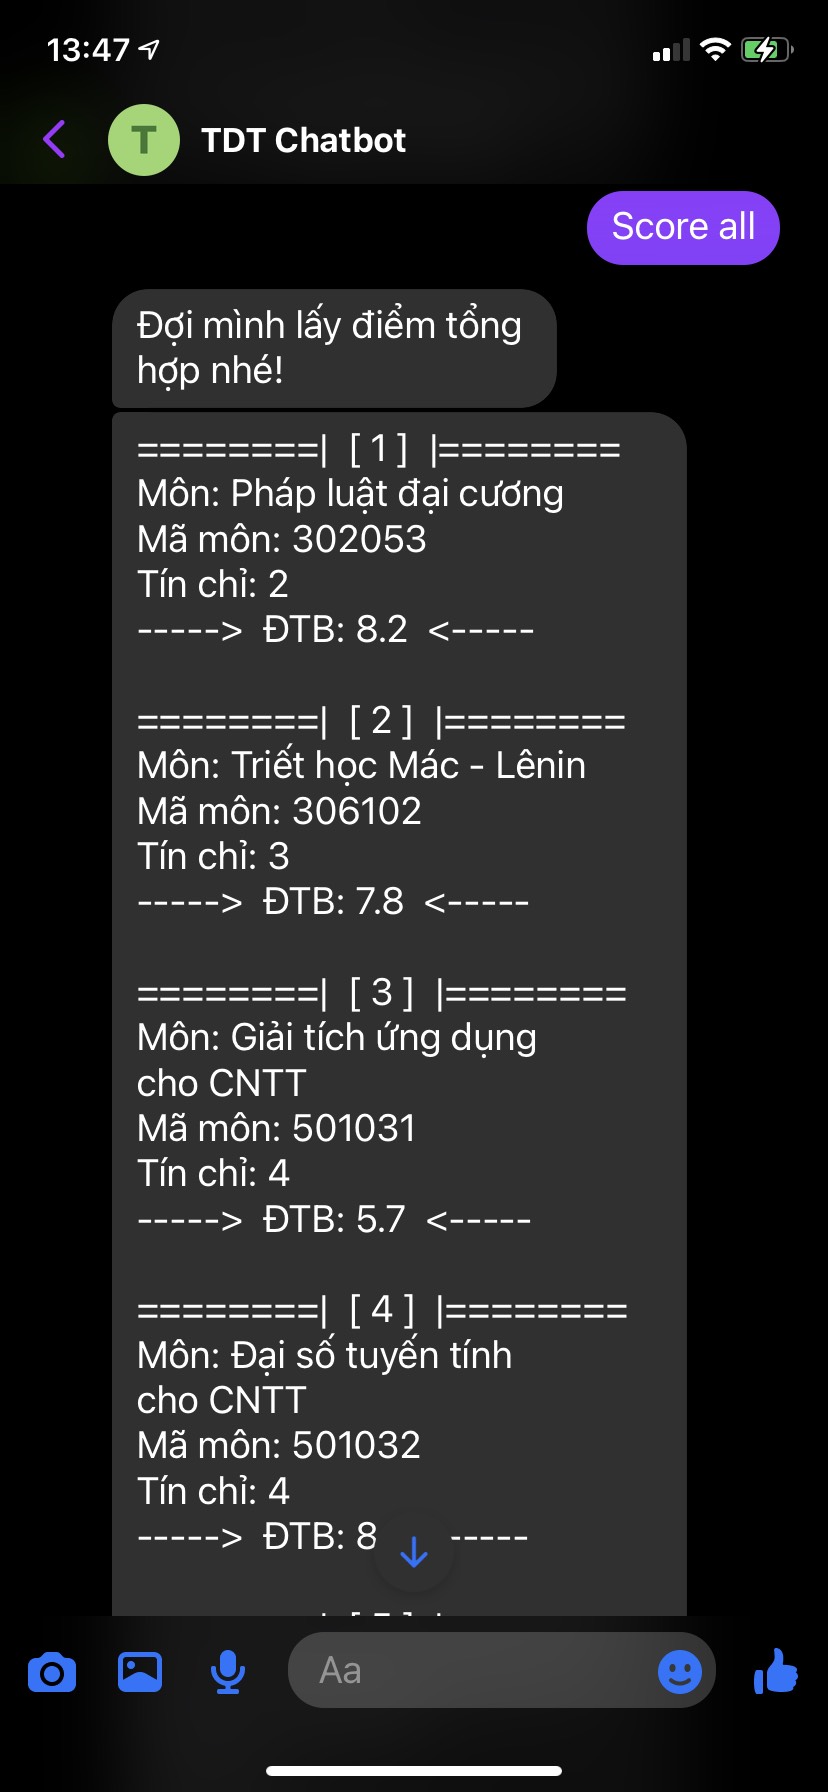 13:47
T
TDT Chatbot
Score all
Đợi mình lấy điểm tổng
hợp nhé!
========| [ 1 ] |========
Môn: Pháp luật đại cương
Mã môn: 302053
Tín chỉ: 2
-----> ĐTB: 8.2 <-----
========| [ 2 ] |========
Môn: Triết học Mác - Lênin
Mã môn: 306102
Tín chỉ: 3
-----> ĐTB: 7.8 <-----
========| [ 3 ] |========
Môn: Giải tích ứng dụng
cho CNTT
Mã môn: 501031
Tín chỉ: 4
-----> ĐTB: 5.7 <-----
========| [ 4 ] |========
Môn: Đại số tuyến tính
cho CNTT
Mã môn: 501032
Tín chỉ: 4
-----> ĐTB: 8 -----
Aa